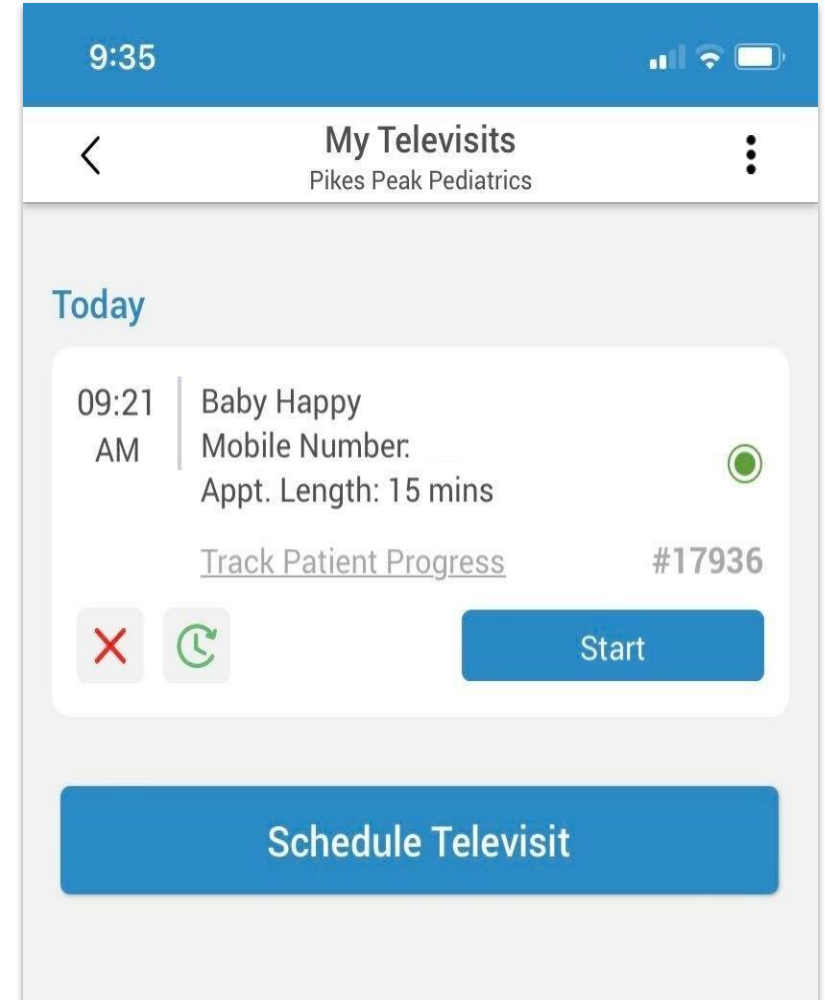 9:35
My Televisits
Pikes Peak Pediatrics
Today
09:21 AM
Baby Happy
Mobile Number:
Appt. Length: 15 mins
Track Patient Progress
#17936
Start
Schedule Televisit